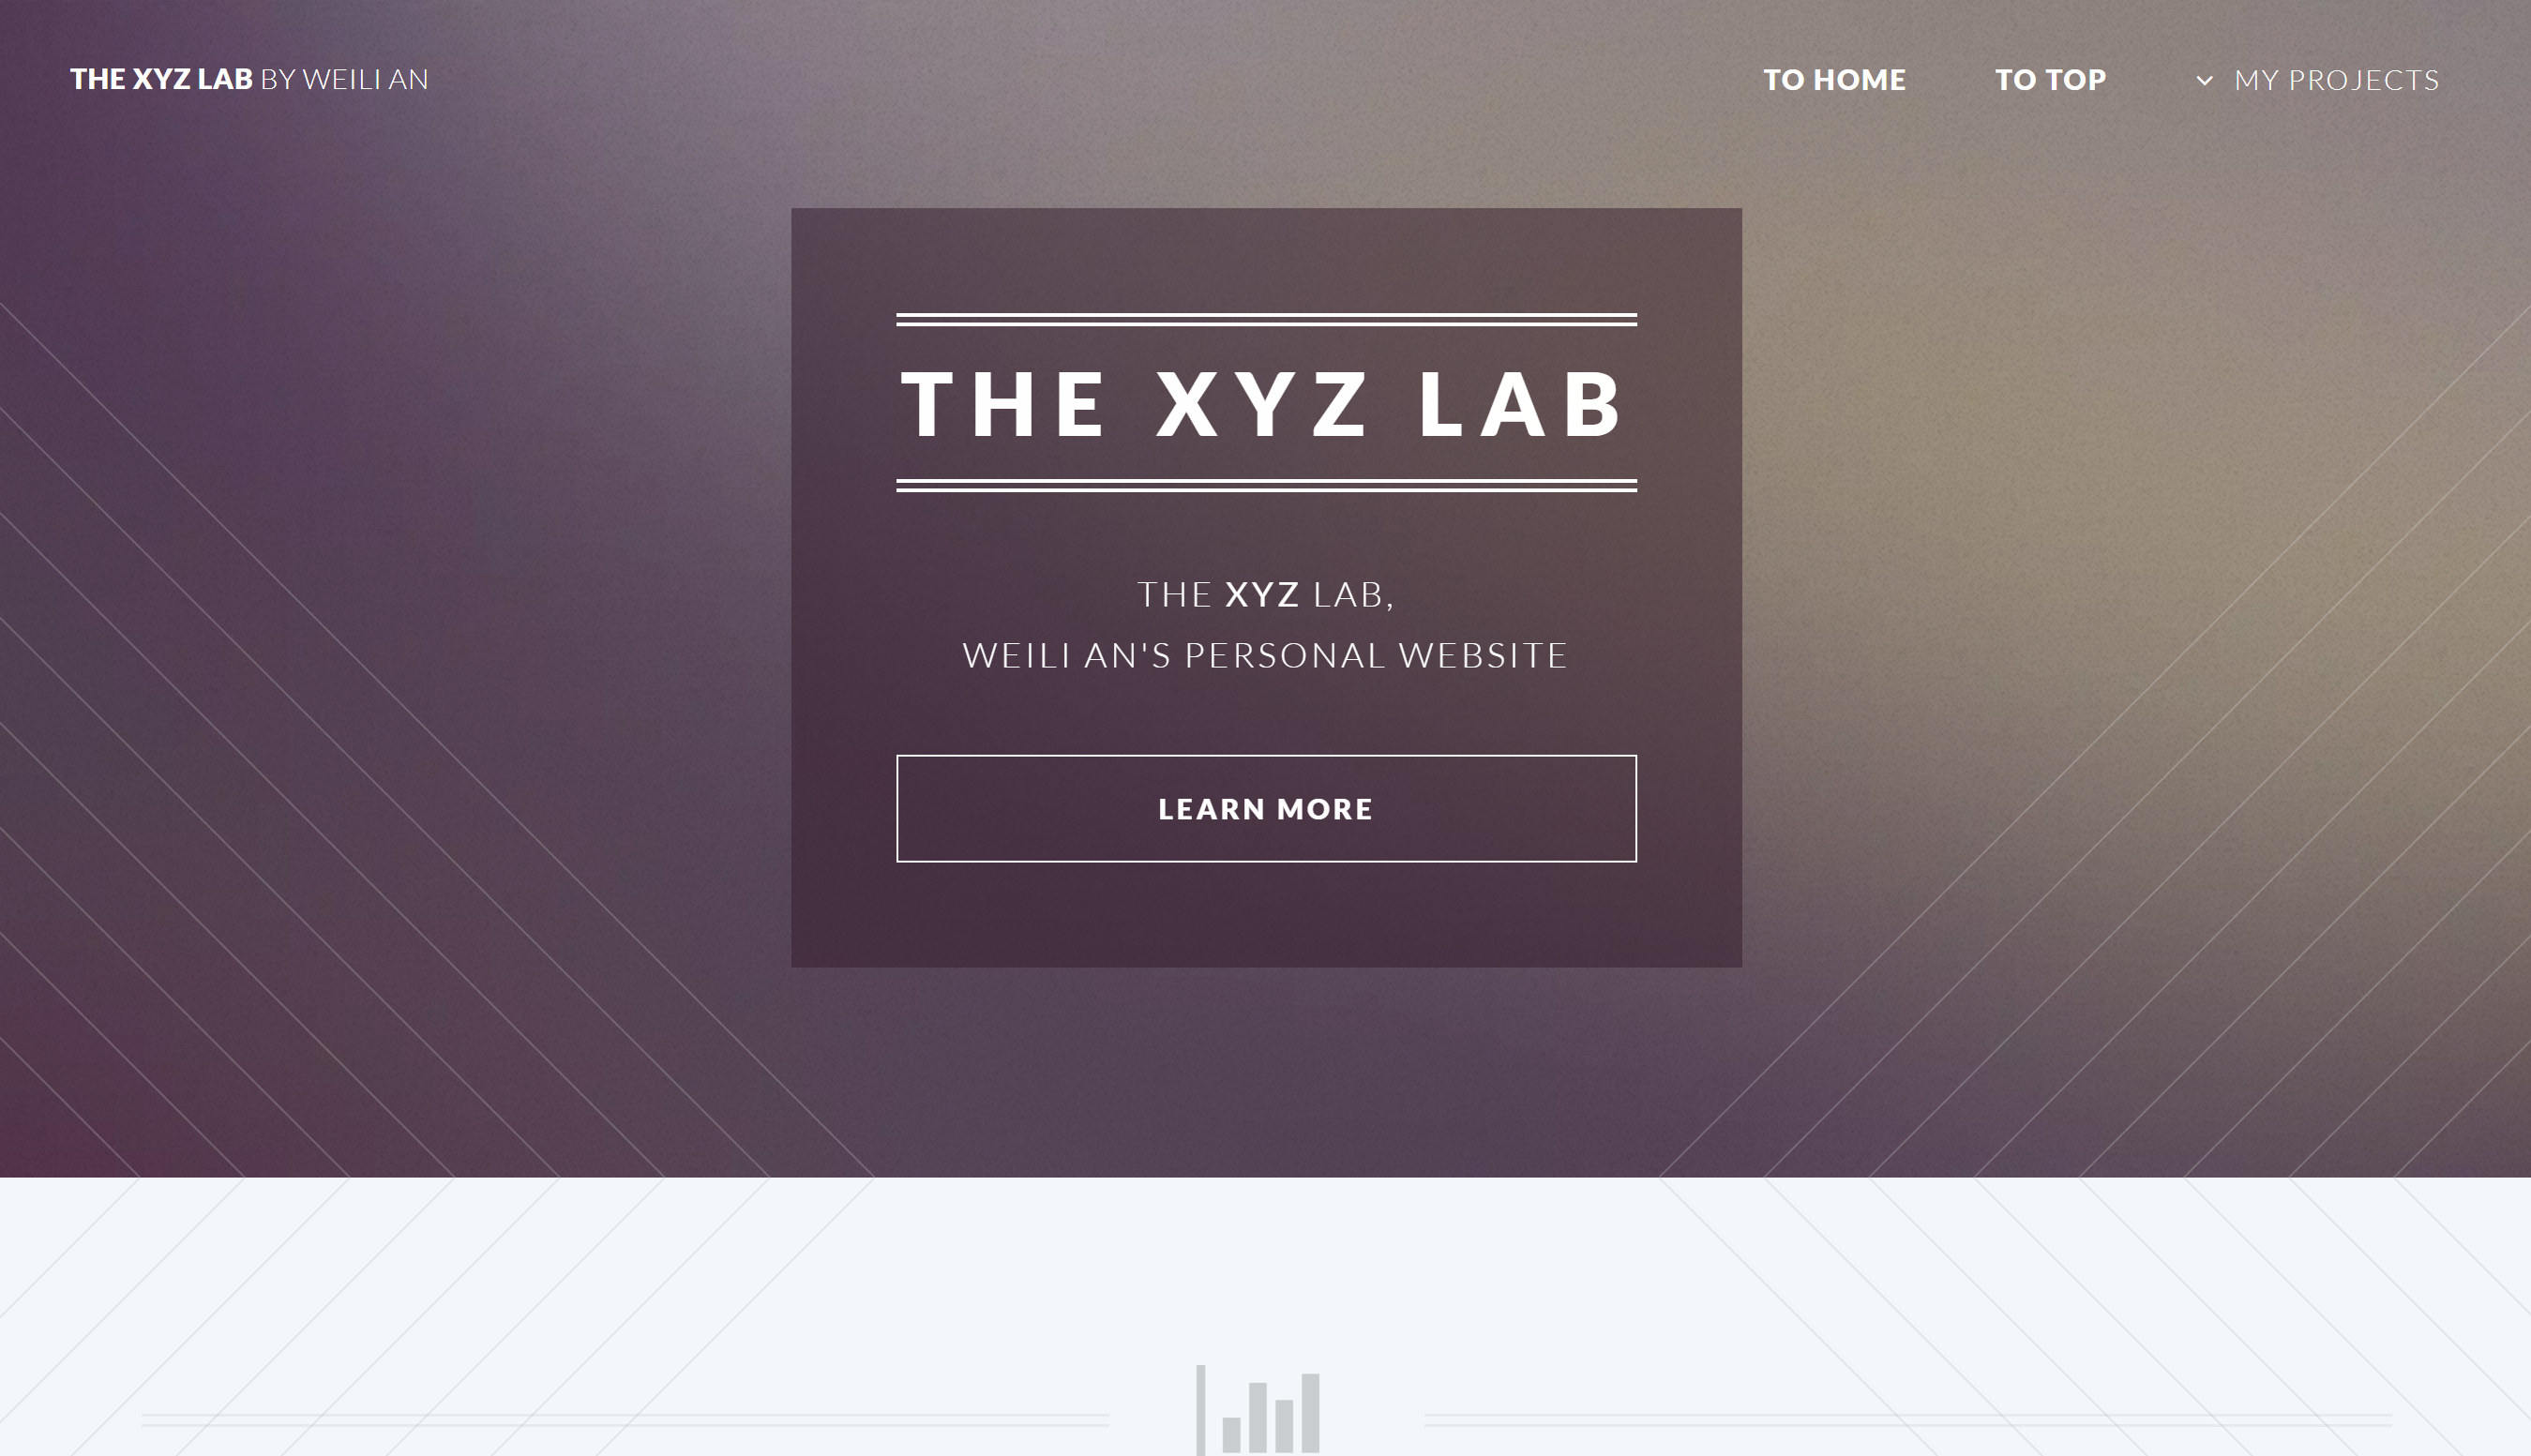 THE XYZ LAB BY WEILI AN
TO HOME
TO TOP
MY PROJECTS
THE XYZ LAB
THE XYZ LAB,
WEILI AN'S PERSONAL WEBSITE
LEARN MORE